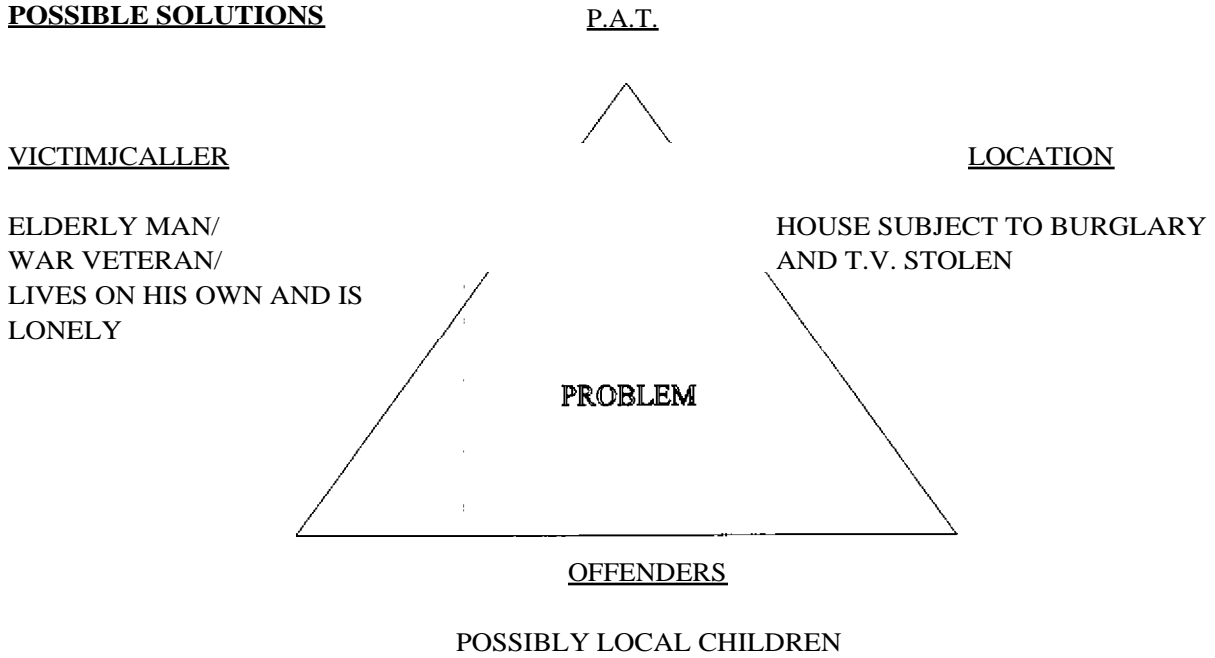 POSSIBLE SOLUTIONS
P.A.T.
VICTIMJCALLER
LOCATION
ELDERLY MAN/
WAR VETERAN/
LIVES ON HIS OWN AND IS
LONELY
HOUSE SUBJECT TO BURGLARY
AND T.V. STOLEN
PROBLEM
OFFENDERS
POSSIBLY LOCAL CHILDREN